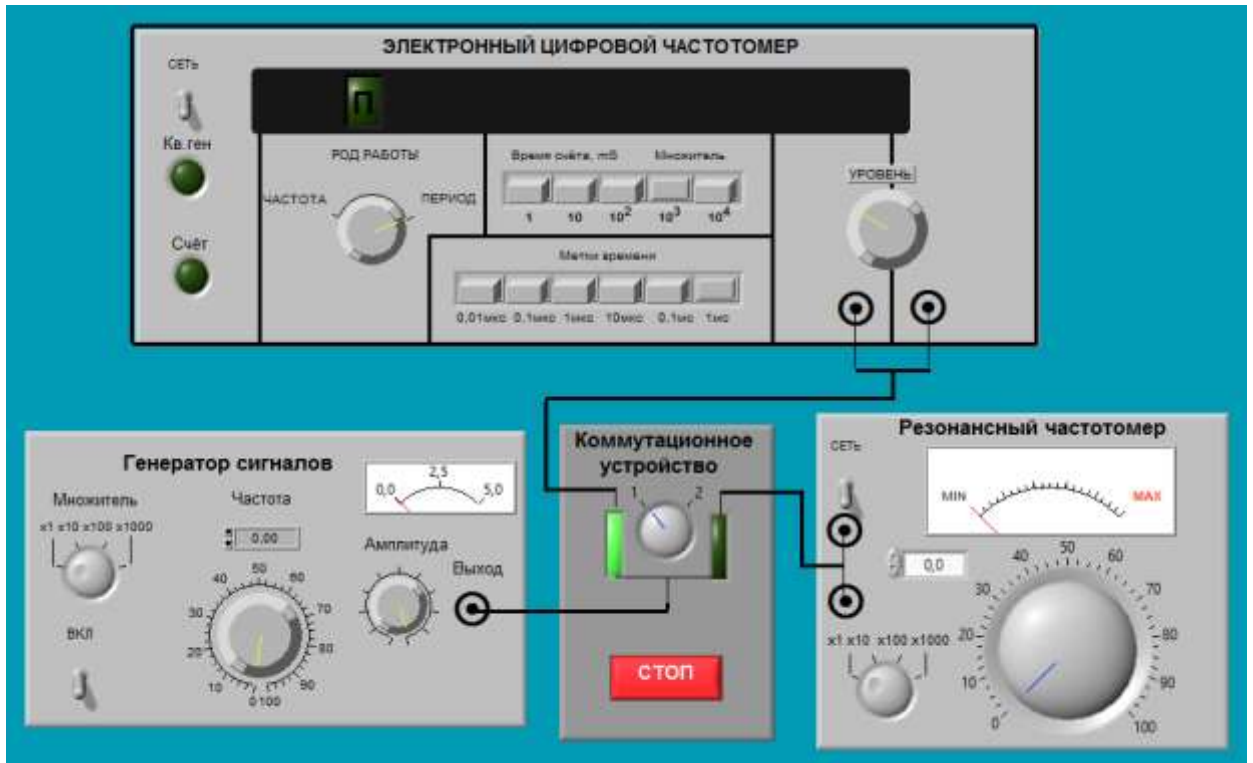 ЭЛЕКТРОННЫЙ ЦИФРОВОЙ ЧАСТОТОМЕР
СЕТЬ
П
Кв.ген
Счёт
РОД РАБОТЫ
ЧАСТОТА
ПЕРИОД
Время счёта, mS Множитель
1 10 10² 10³ 10⁴
Метки времени
0,01мкс 0,1мкс 1мкс 10мкс 0,1мс 1мс
УРОВЕНЬ
Генератор сигналов
Множитель
x1 x10 x100 x1000
Частота
0,00
0,0 2,5 5,0
Амплитуда
Выход
ВКЛ
0 10 20 30 40 50 60 70 80 90 100
Коммутационное
устройство
1 2
СТОП
Резонансный частотомер
СЕТЬ
MIN MAX
0,0
x1 x10 x100 x1000
0 10 20 30 40 50 60 70 80 90 100